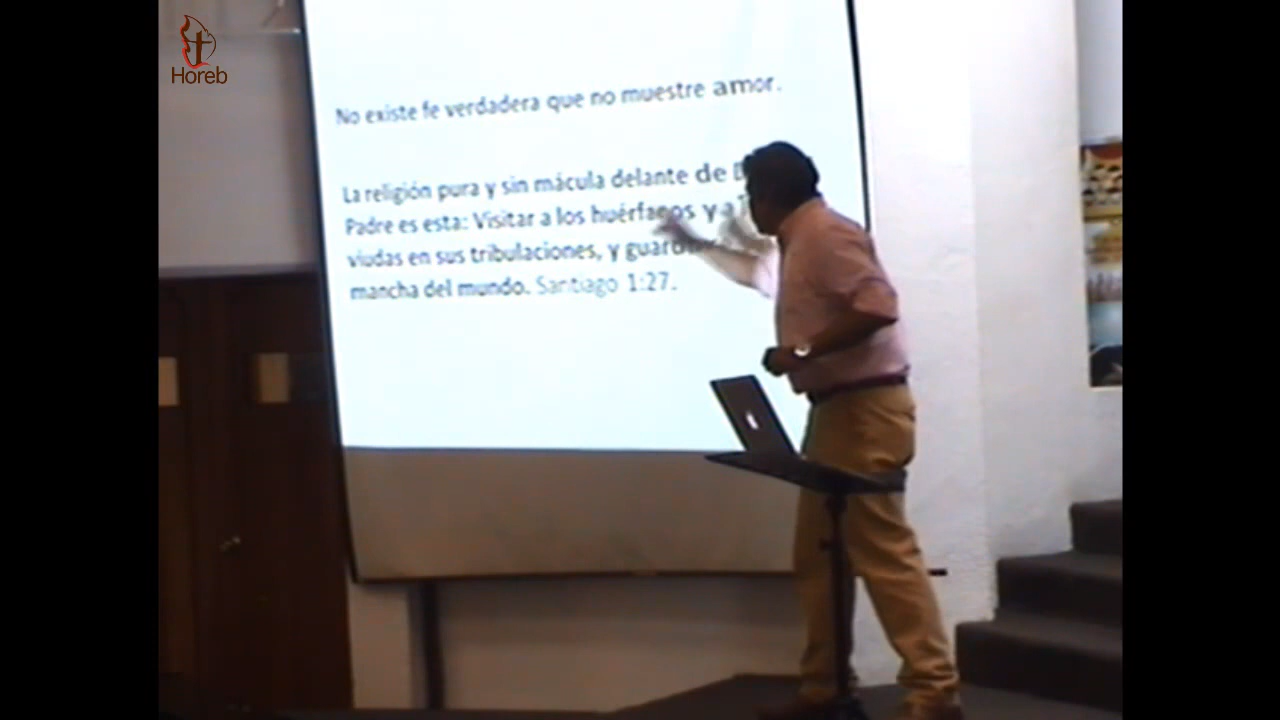 Horeb
No existe fe verdadera que no muestre amor.
La religión pura y sin mácula delante de
Padre es esta: Visitar a los huérfanos y a
viudas en sus tribulaciones, y
mancha del mundo. Santiago 1:27.